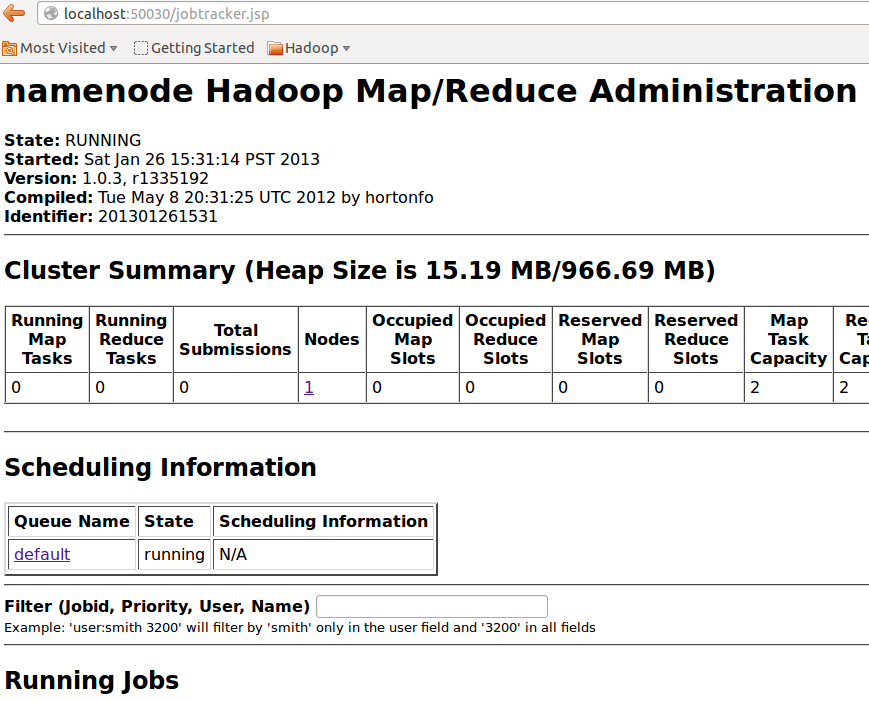 localhost:50030/jobtracker.jsp
Most Visited Getting Started Hadoop
namenode Hadoop Map/Reduce Administration
State: RUNNING
Started: Sat Jan 26 15:31:14 PST 2013
Version: 1.0.3, r1335192
Compiled: Tue May 8 20:31:25 UTC 2012 by hortonfo
Identifier: 201301261531
Cluster Summary (Heap Size is 15.19 MB/966.69 MB)
Running Map Tasks Running Reduce Tasks Total Submissions Nodes Occupied Map Slots Occupied Reduce Slots Reserved Map Slots Reserved Reduce Slots Map Task Capacity
0 0 0 1 0 0 0 0 2 2
Scheduling Information
Queue Name State Scheduling Information
default running N/A
Filter (Jobid, Priority, User, Name)
Example: 'user:smith 3200' will filter by 'smith' only in the user field and '3200' in all fields
Running Jobs